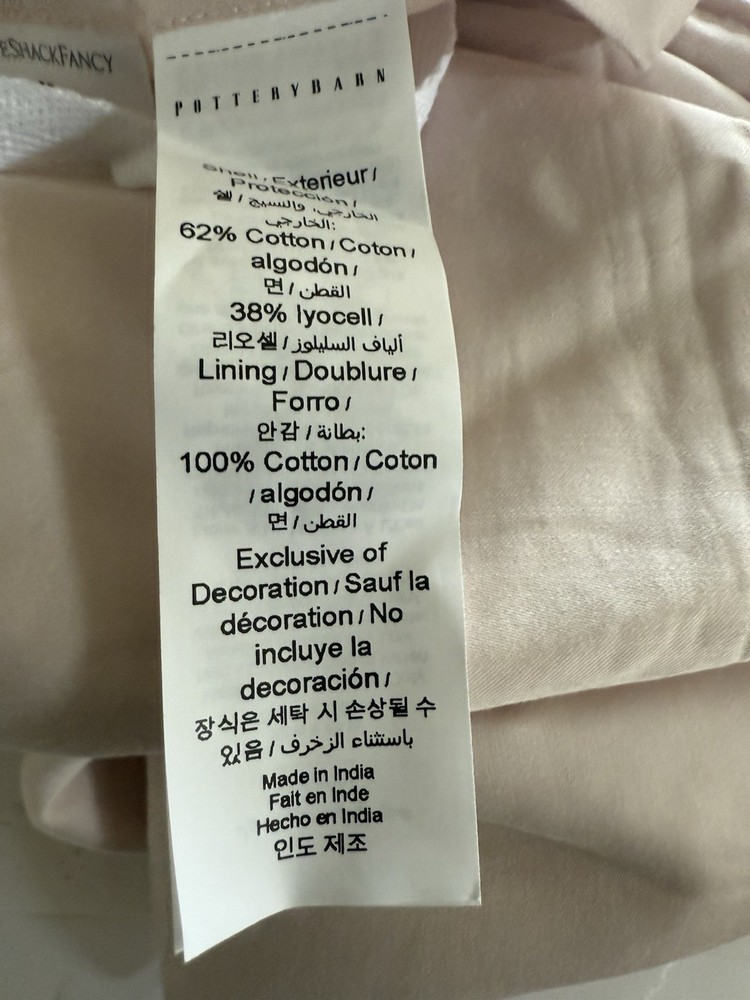 ESHACKFANCY
POTTERYBARN
Shell / Exterieur /
Protección /
쉘 / الخارجي، والنسيج
الخارجي:
62% Cotton / Coton /
algodón /
면 / القطن
38% lyocell /
리오셀 / ألياف السليلوز
Lining / Doublure /
Forro /
안감 / بطانة:
100% Cotton / Coton
/ algodón /
면 / القطن
Exclusive of
Decoration / Sauf la
décoration / No
incluye la
decoración /
장식은 세탁 시 손상될 수
있음 / باستثناء الزخرف
Made in India
Fait en Inde
Hecho en India
인도 제조